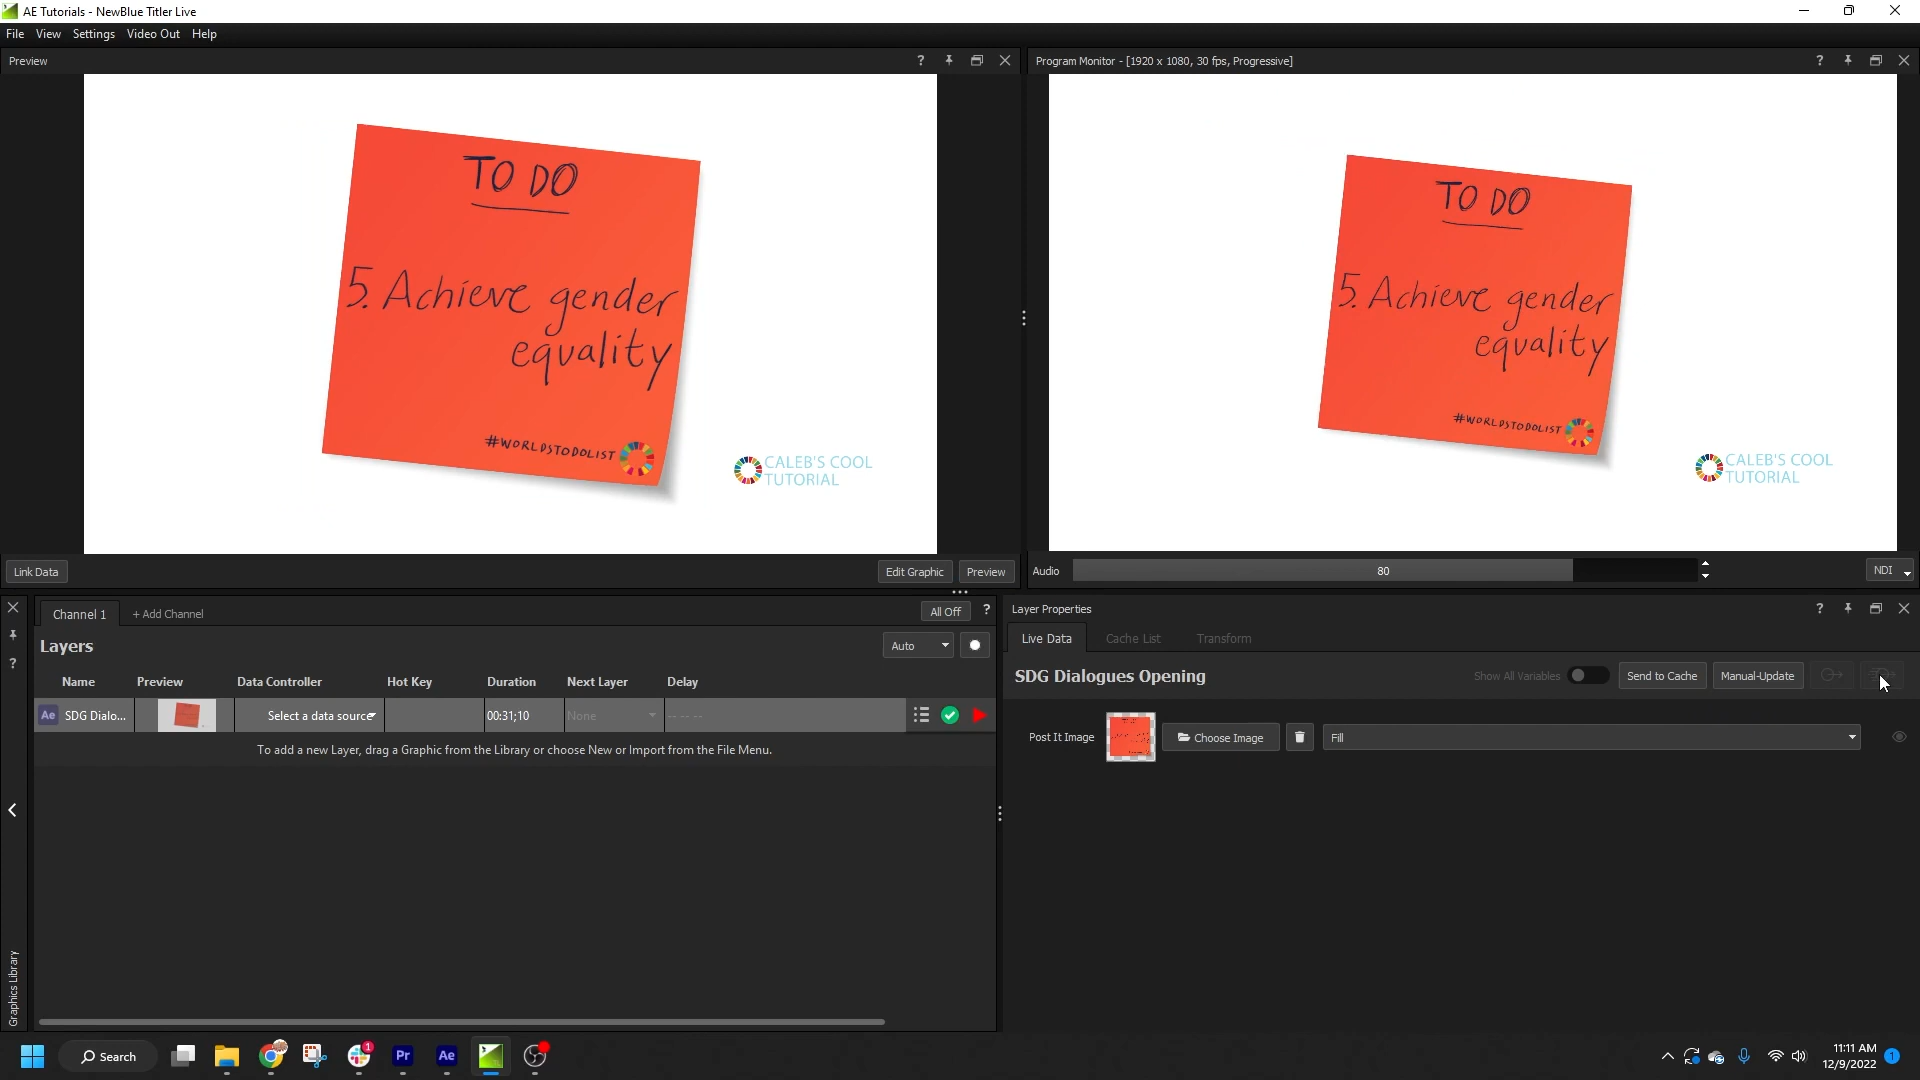 AE Tutorials - NewBlue Titler Live
File View Settings Video Out Help
Preview
TO DO
5. Achieve gender
equality
#WORLDSTODOLIST
CALEB'S COOL
TUTORIAL
Link Data
Edit Graphic
Preview
Program Monitor - [1920 x 1080, 30 fps, Progressive]
TO DO
5. Achieve gender
equality
#WORLDSTODOLIST
CALEB'S COOL
TUTORIAL
Audio
80
NDI
Channel 1
+ Add Channel
All Off
Layers
Auto
Name Preview Data Controller Hot Key Duration Next Layer Delay
Ae SDG Dialo... Select a data source 00:31;10 None -- -- --
To add a new Layer, drag a Graphic from the Library or choose New or Import from the File Menu.
Graphics Library
Layer Properties
Live Data Cache List Transform
SDG Dialogues Opening
Show All Variables
Send to Cache
Manual-Update
Post It Image
Choose Image
Fill
Search
1
Pr
Ae
11:11 AM
12/9/2022
1